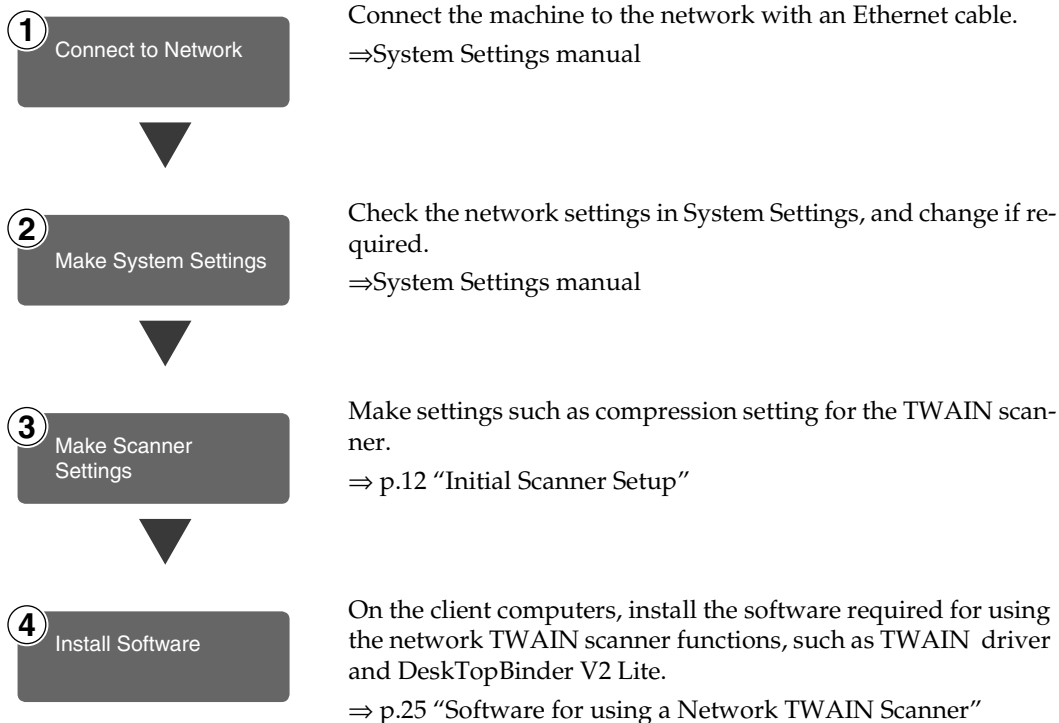 1
Connect to Network
Connect the machine to the network with an Ethernet cable.
⇒System Settings manual
2
Make System Settings
Check the network settings in System Settings, and change if re-
quired.
⇒System Settings manual
3
Make Scanner
Settings
Make settings such as compression setting for the TWAIN scan-
ner.
⇒ p.12 “Initial Scanner Setup”
4
Install Software
On the client computers, install the software required for using
the network TWAIN scanner functions, such as TWAIN driver
and DeskTopBinder V2 Lite.
⇒ p.25 “Software for using a Network TWAIN Scanner”